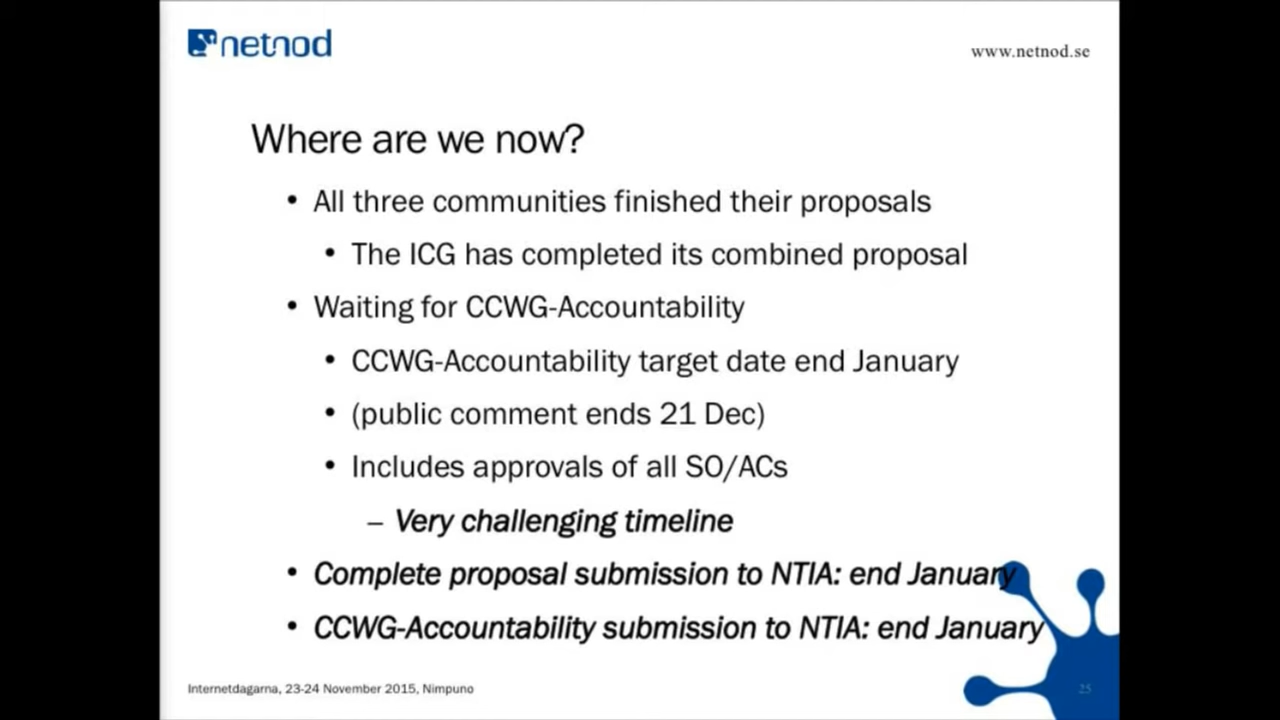 netnod
www.netnod.se
Where are we now?
• All three communities finished their proposals
• The ICG has completed its combined proposal
• Waiting for CCWG-Accountability
• CCWG-Accountability target date end January
• (public comment ends 21 Dec)
• Includes approvals of all SO/ACs
– Very challenging timeline
• Complete proposal submission to NTIA: end January
• CCWG-Accountability submission to NTIA: end January
Internetdagarna, 23-24 November 2015, Nimpuno
25